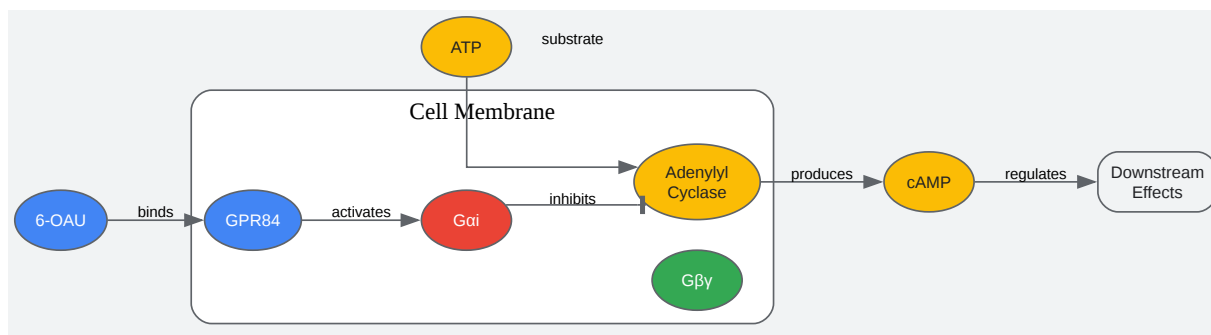 ATP
substrate
Cell Membrane
Adenylyl
Cyclase
produces
cAMP
regulates
Downstream
Effects
6-OAU
binds
GPR84
activates
Gαi
inhibits
Gβγ